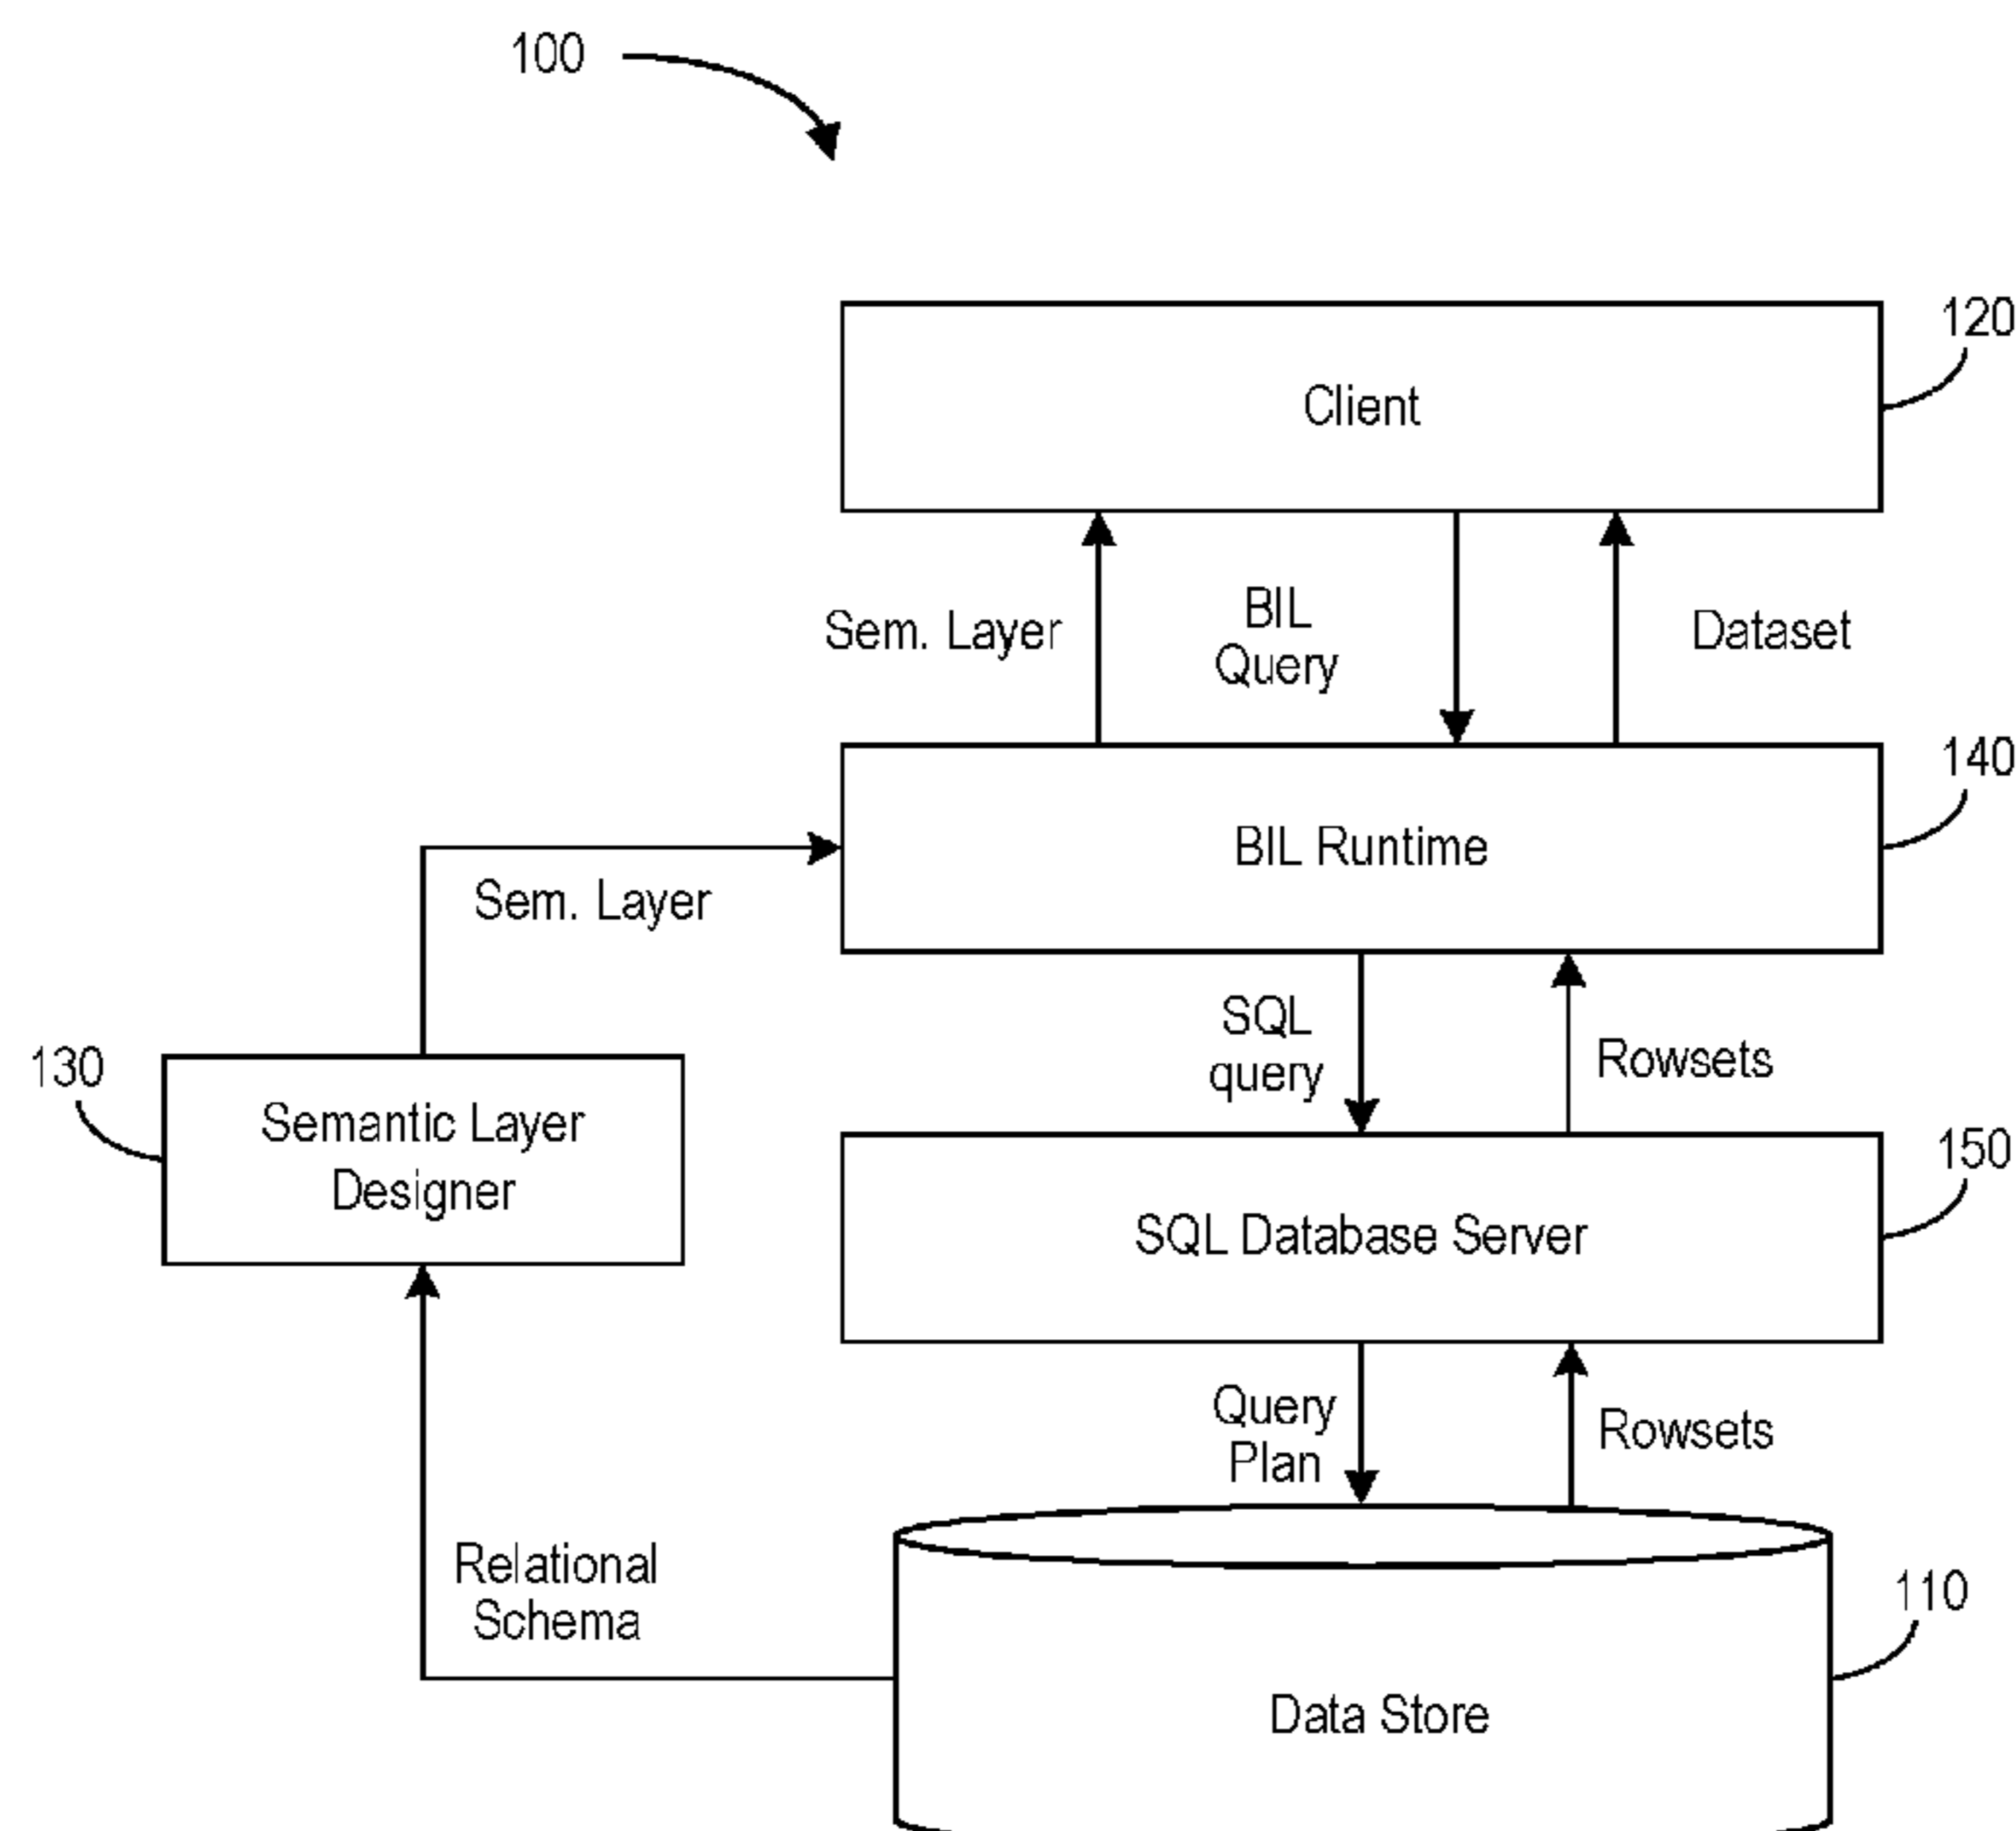 100
120
Client
Sem. Layer
BIL
Query
Dataset
140
BIL Runtime
Sem. Layer
SQL
query
Rowsets
130
Semantic Layer
Designer
150
SQL Database Server
Query
Plan
Rowsets
Relational
Schema
110
Data Store